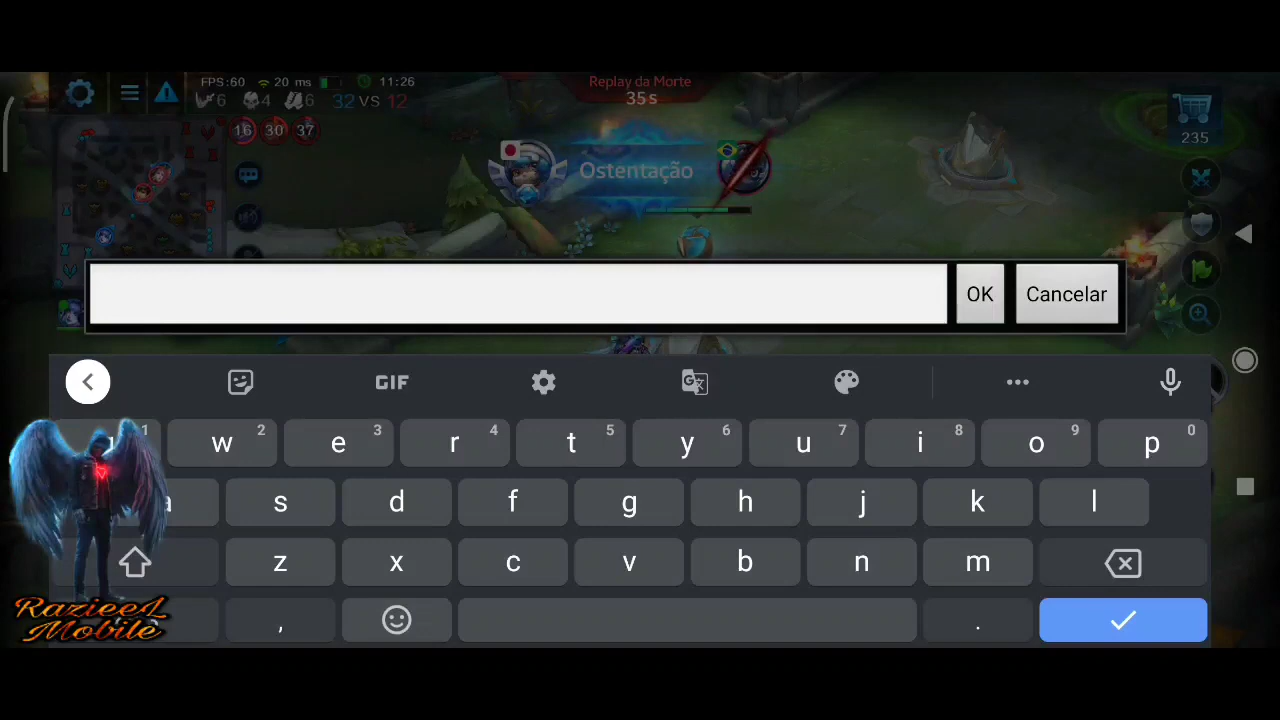 FPS:60 20 ms 11:26
6 4 6 32 VS 12
16 30 37
Replay da Morte
35s
Ostentação
235
OK
Cancelar
GIF
1 w 2 e 3 r 4 t 5 y 6 u 7 i 8 o 9 p 0
a s d f g h j k l
z x c v b n m
, .
RazieeL
Mobile